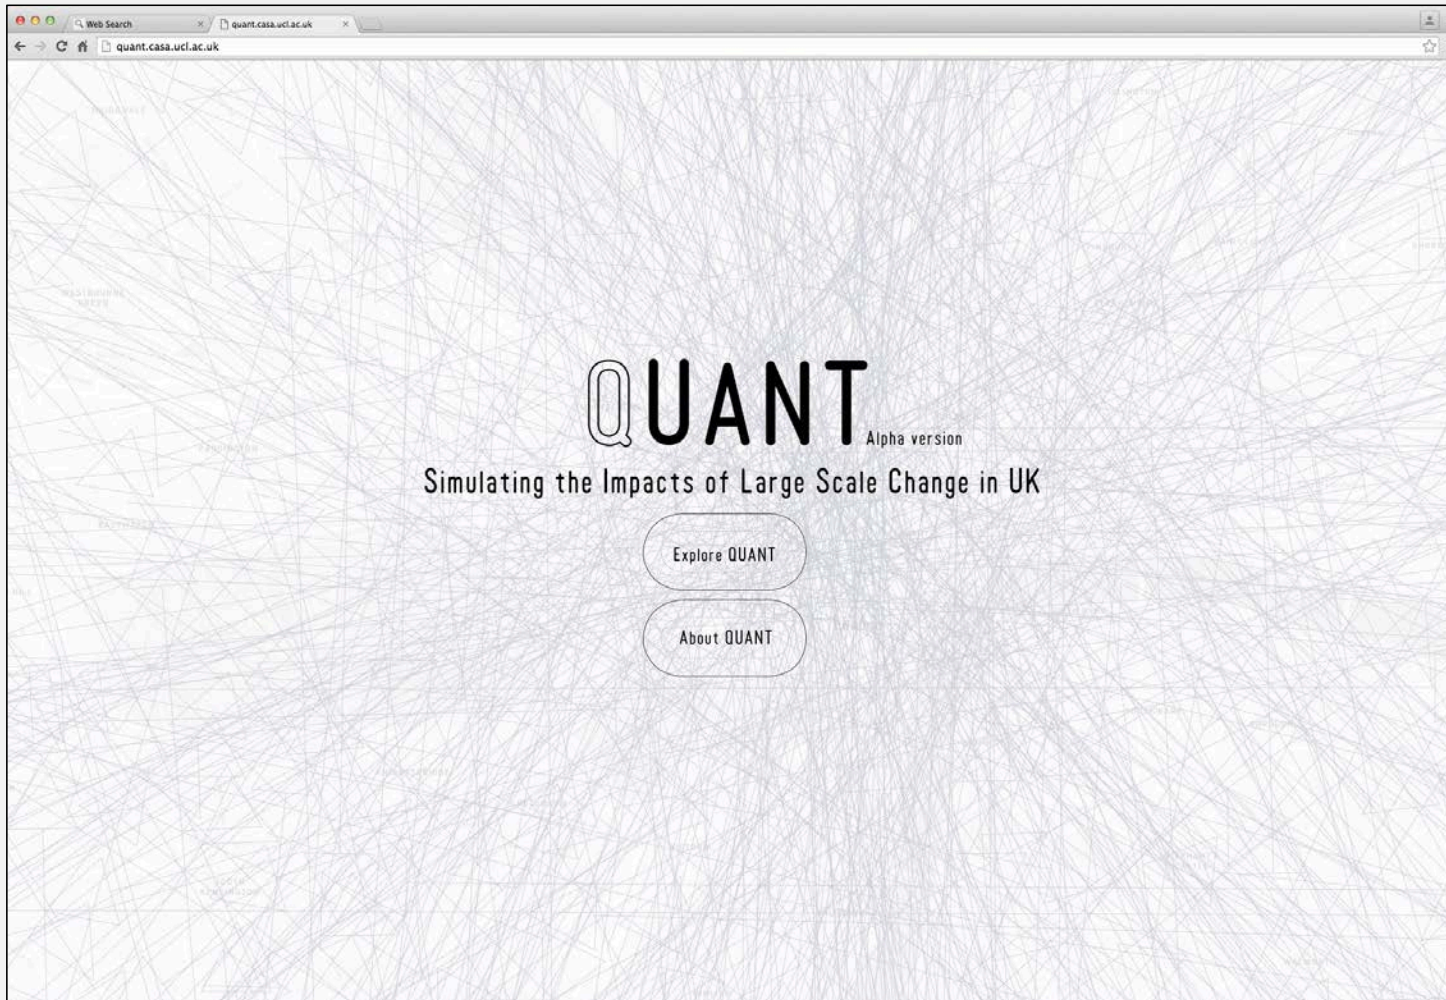 Web Search
quant.casa.ucl.ac.uk
quant.casa.ucl.ac.uk
QUANT
Alpha version
Simulating the Impacts of Large Scale Change in UK
Explore QUANT
About QUANT